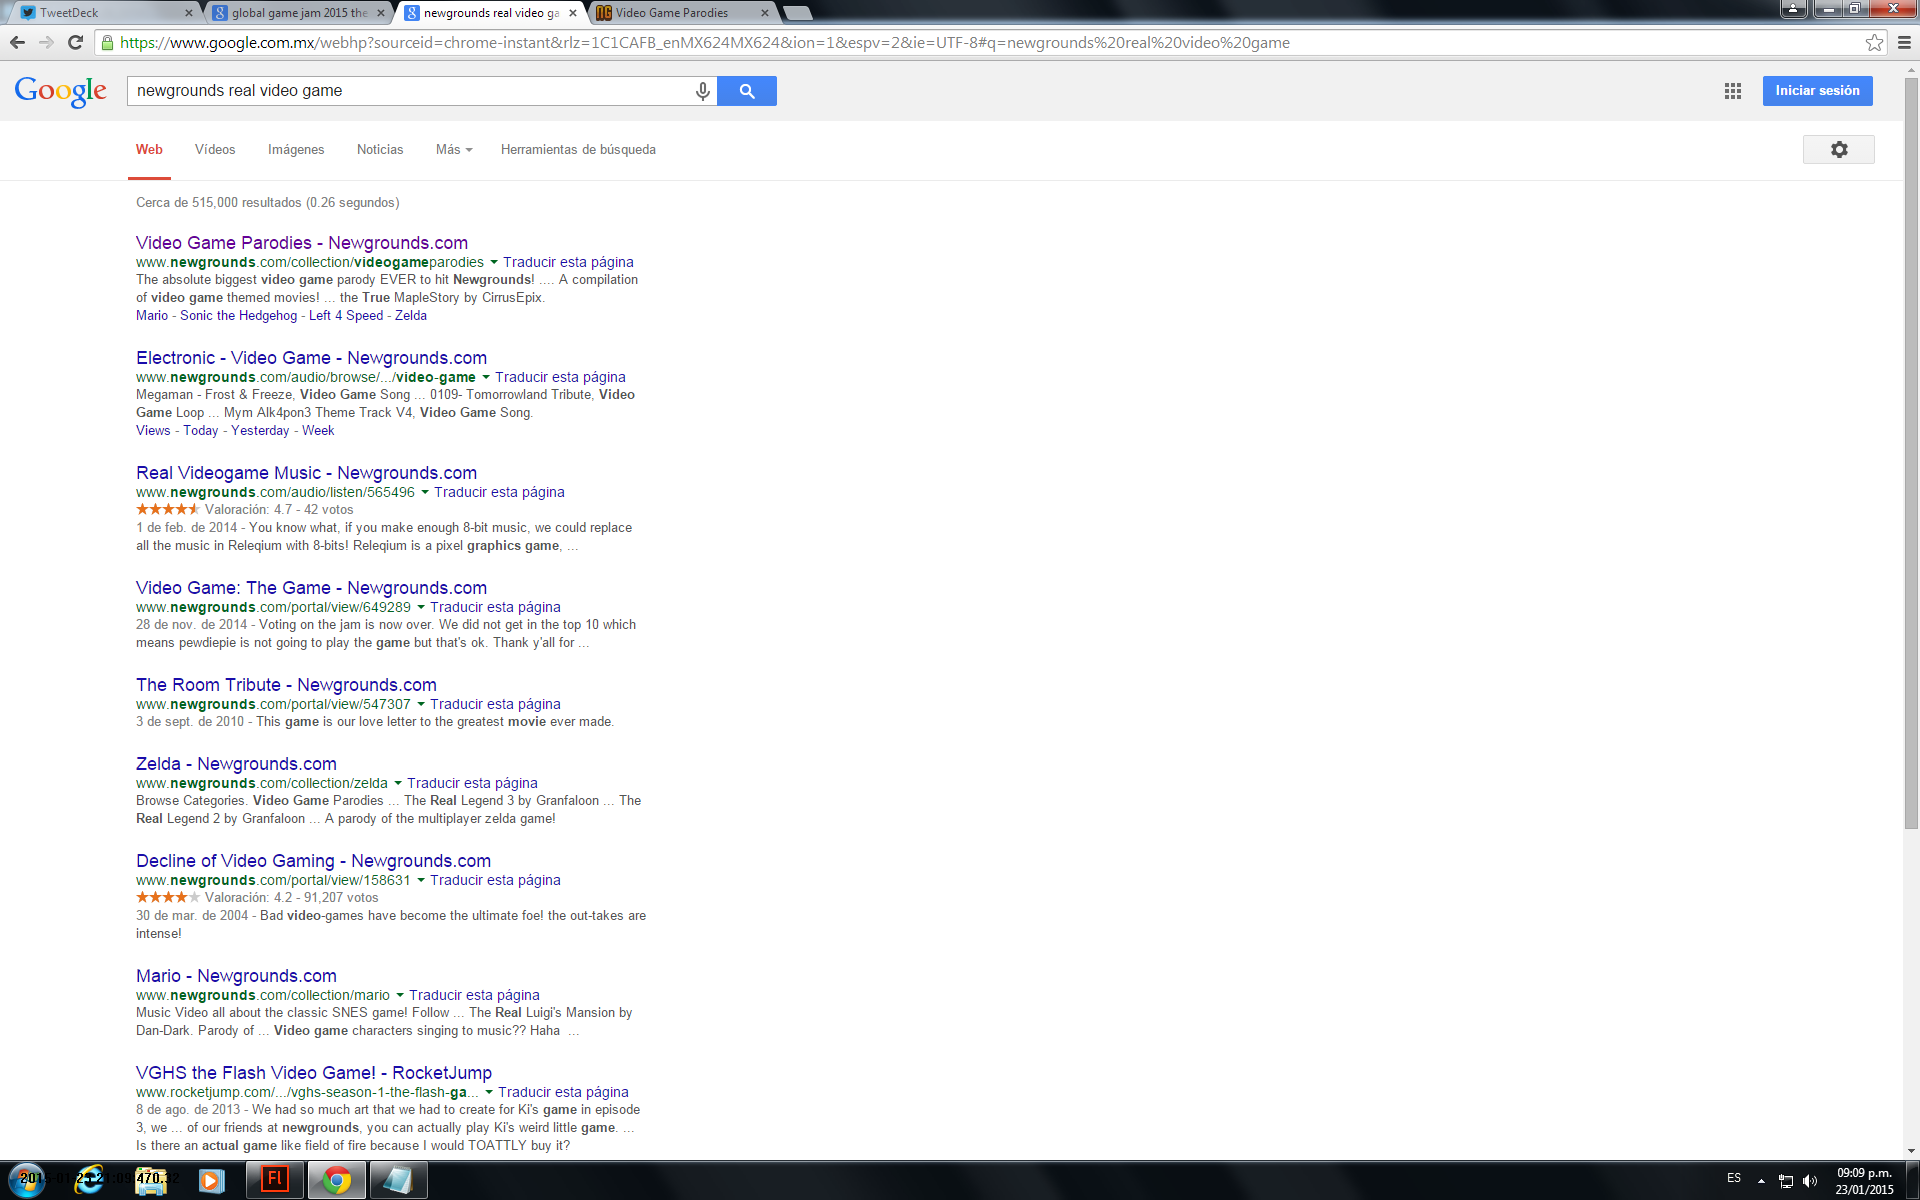 TweetDeck
global game jam 2015 the
newgrounds real video ga
Video Game Parodies
https://www.google.com.mx/webhp?sourceid=chrome-instant&rlz=1C1CAFB_enMX624MX624&ion=1&espv=2&ie=UTF-8#q=newgrounds%20real%20video%20game
Google
newgrounds real video game
Iniciar sesión
Web Vídeos Imágenes Noticias Más Herramientas de búsqueda
Cerca de 515,000 resultados (0.26 segundos)
Video Game Parodies - Newgrounds.com
www.newgrounds.com/collection/videogameparodies Traducir esta página
The absolute biggest video game parody EVER to hit Newgrounds! .... A compilation
of video game themed movies! ... the True MapleStory by CirrusEpix.
Mario - Sonic the Hedgehog - Left 4 Speed - Zelda
Electronic - Video Game - Newgrounds.com
www.newgrounds.com/audio/browse/.../video-game Traducir esta página
Megaman - Frost & Freeze, Video Game Song ... 0109- Tomorrowland Tribute, Video
Game Loop ... Mym Alk4pon3 Theme Track V4, Video Game Song.
Views - Today - Yesterday - Week
Real Videogame Music - Newgrounds.com
www.newgrounds.com/audio/listen/565496 Traducir esta página
Valoración: 4.7 - 42 votos
1 de feb. de 2014 - You know what, if you make enough 8-bit music, we could replace
all the music in Releqium with 8-bits! Releqium is a pixel graphics game, ...
Video Game: The Game - Newgrounds.com
www.newgrounds.com/portal/view/649289 Traducir esta página
28 de nov. de 2014 - Voting on the jam is now over. We did not get in the top 10 which
means pewdiepie is not going to play the game but that's ok. Thank y'all for ...
The Room Tribute - Newgrounds.com
www.newgrounds.com/portal/view/547307 Traducir esta página
3 de sept. de 2010 - This game is our love letter to the greatest movie ever made.
Zelda - Newgrounds.com
www.newgrounds.com/collection/zelda Traducir esta página
Browse Categories. Video Game Parodies ... The Real Legend 3 by Granfaloon ... The
Real Legend 2 by Granfaloon ... A parody of the multiplayer zelda game!
Decline of Video Gaming - Newgrounds.com
www.newgrounds.com/portal/view/158631 Traducir esta página
Valoración: 4.2 - 91,207 votos
30 de mar. de 2004 - Bad video-games have become the ultimate foe! the out-takes are
intense!
Mario - Newgrounds.com
www.newgrounds.com/collection/mario Traducir esta página
Music Video all about the classic SNES game! Follow ... The Real Luigi's Mansion by
Dan-Dark. Parody of ... Video game characters singing to music?? Haha ...
VGHS the Flash Video Game! - RocketJump
www.rocketjump.com/.../vghs-season-1-the-flash-ga... Traducir esta página
8 de ago. de 2013 - We had so much art that we had to create for Ki's game in episode
3, we ... of our friends at newgrounds, you can actually play Ki's weird little game. ...
Is there an actual game like field of fire because I would TOATTLY buy it?
Fl
ES
09:09 p.m.
23/01/2015